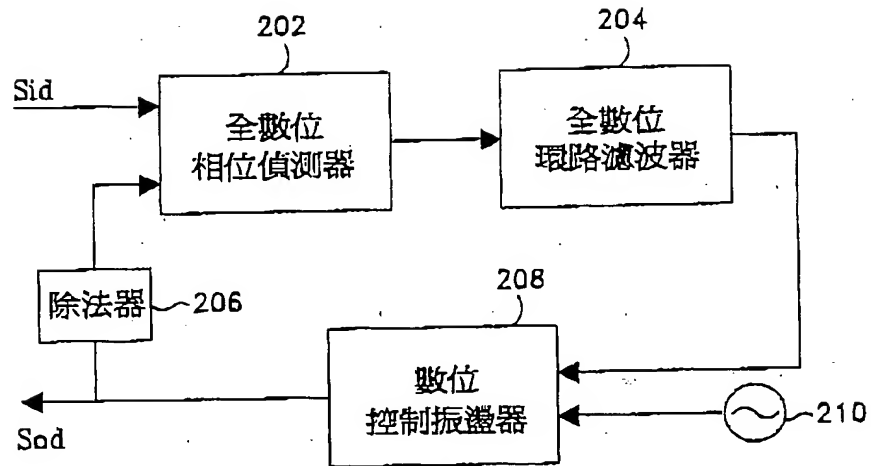 202
204
Sid
全數位
相位偵測器
全數位
環路濾波器
除法器
206
208
數位
控制振盪器
210
Sod